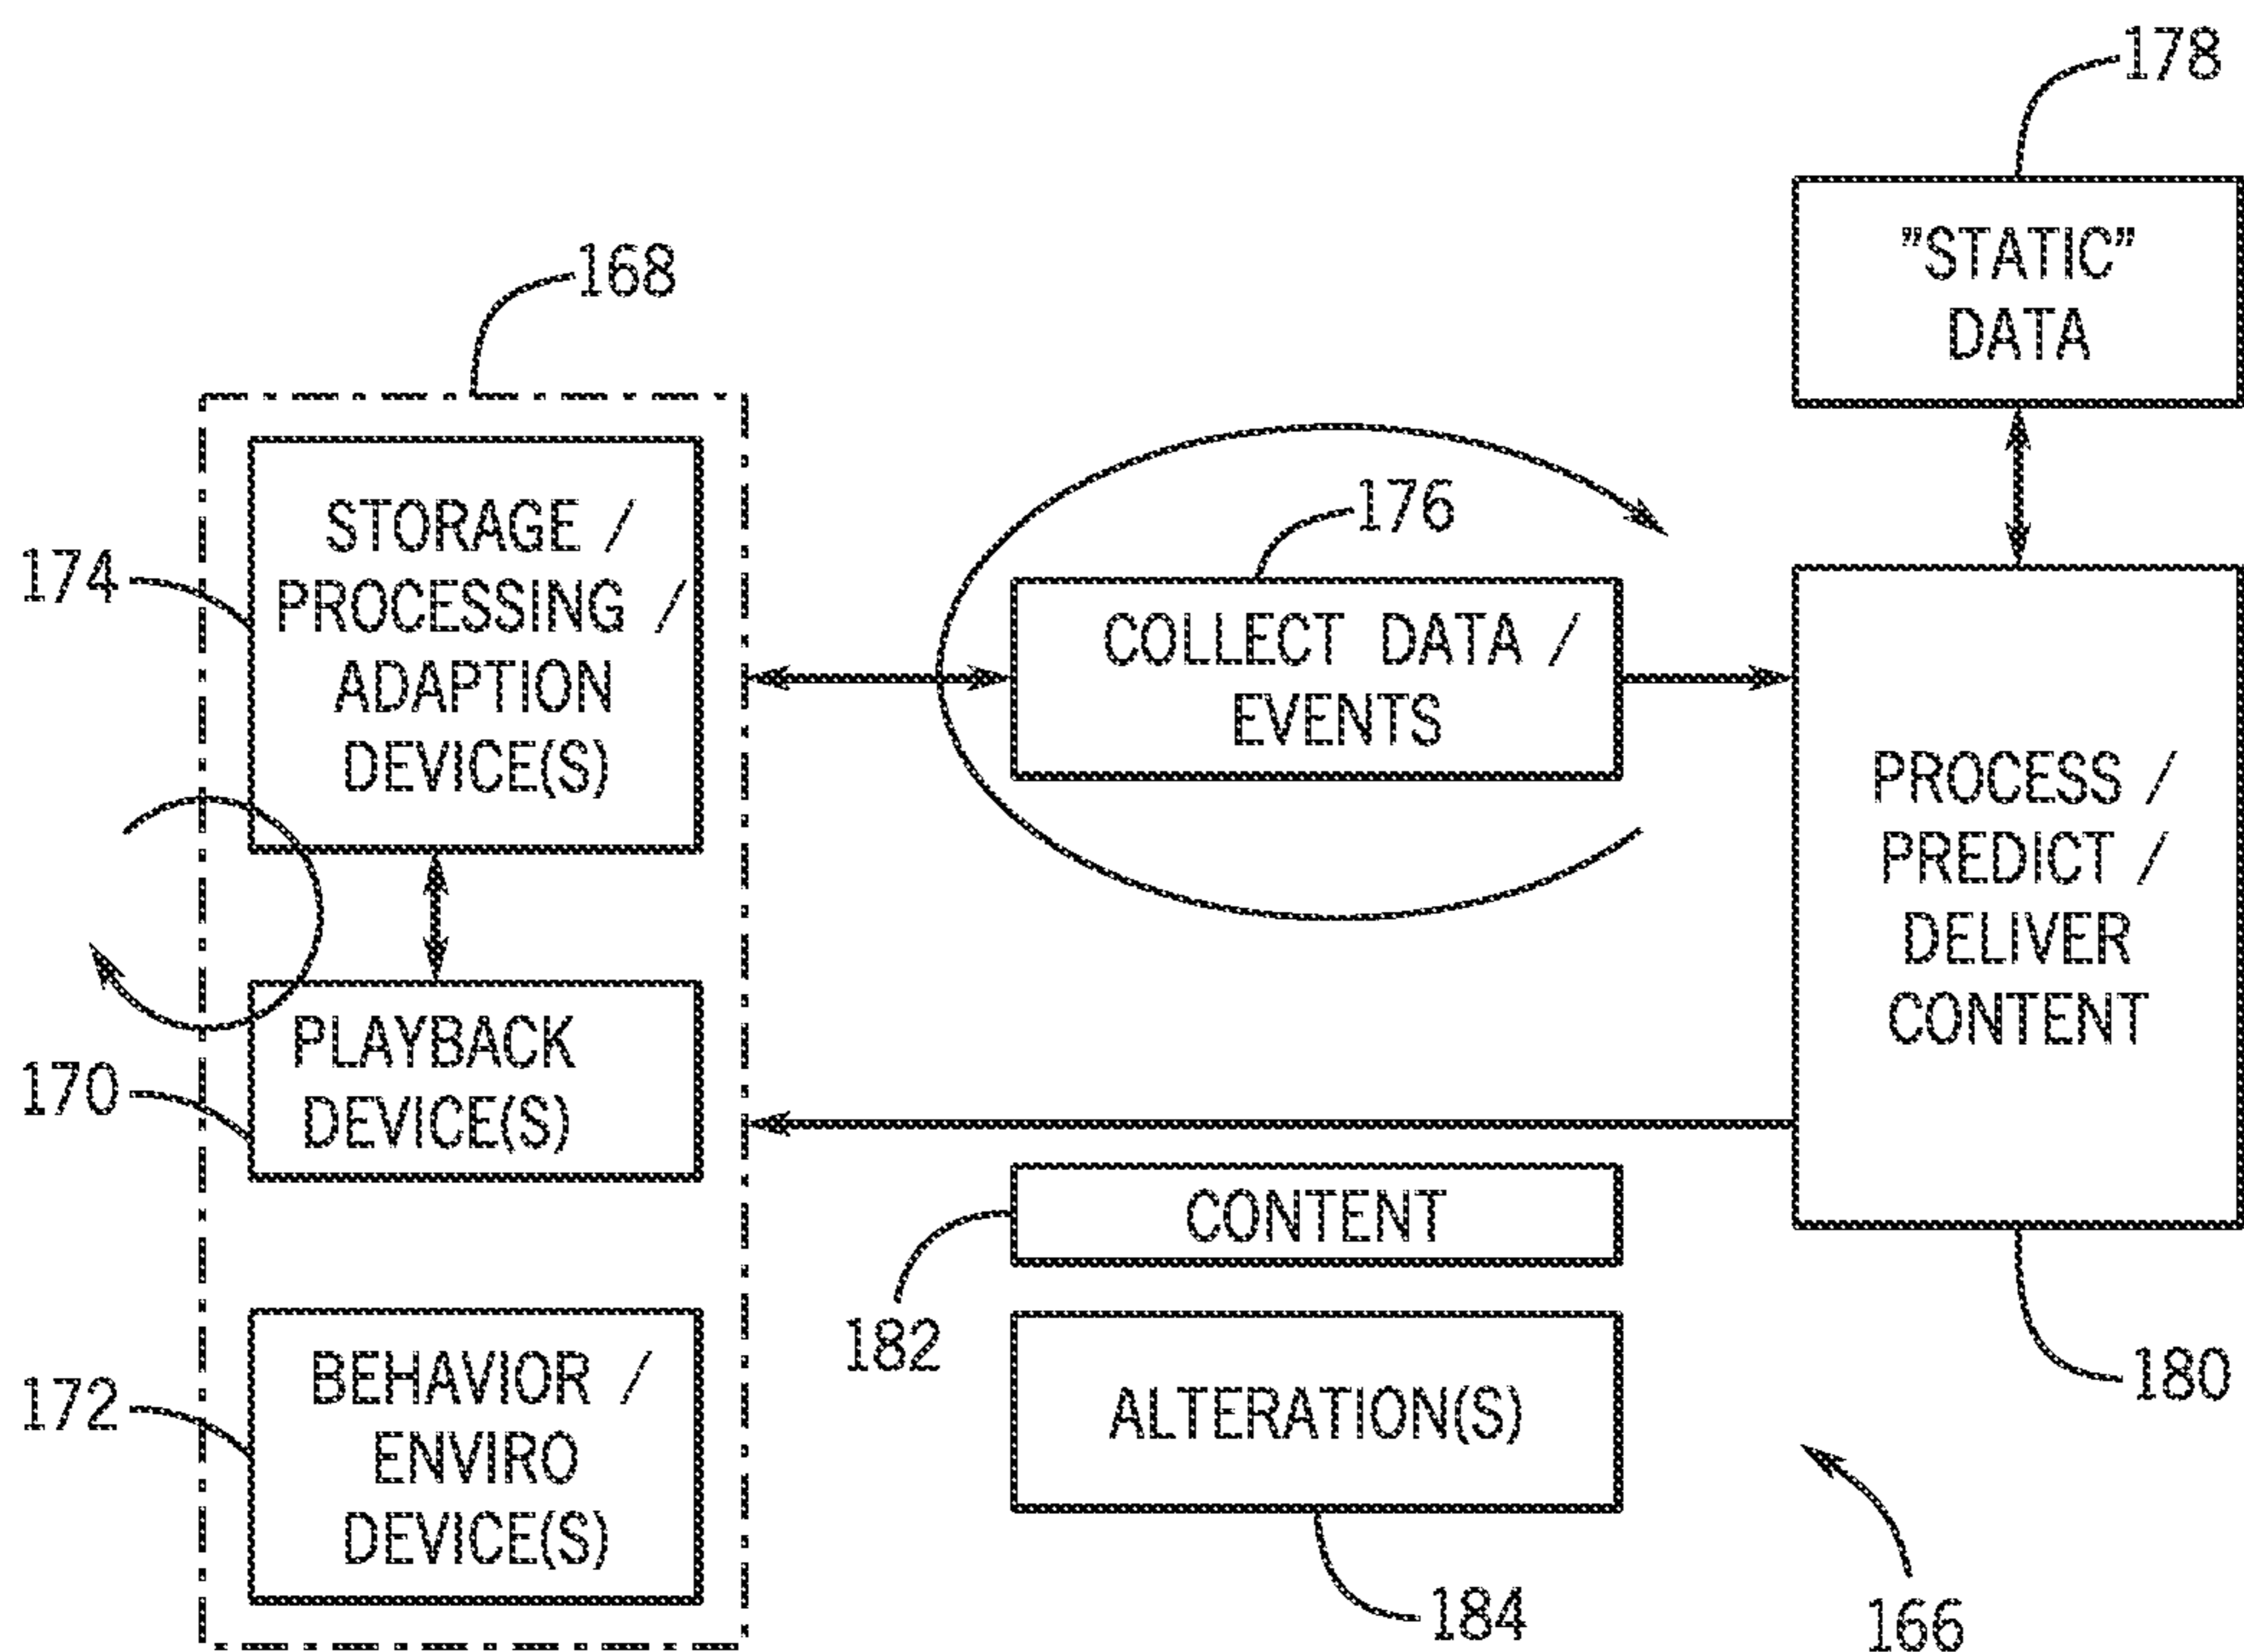 178
"STATIC"
DATA
168
STORAGE /
PROCESSING /
ADAPTION
DEVICE(S)
174
176
COLLECT DATA /
EVENTS
PROCESS /
PREDICT /
DELIVER
CONTENT
PLAYBACK
DEVICE(S)
170
CONTENT
182
180
BEHAVIOR /
ENVIRO
DEVICE(S)
172
ALTERATION(S)
184
166